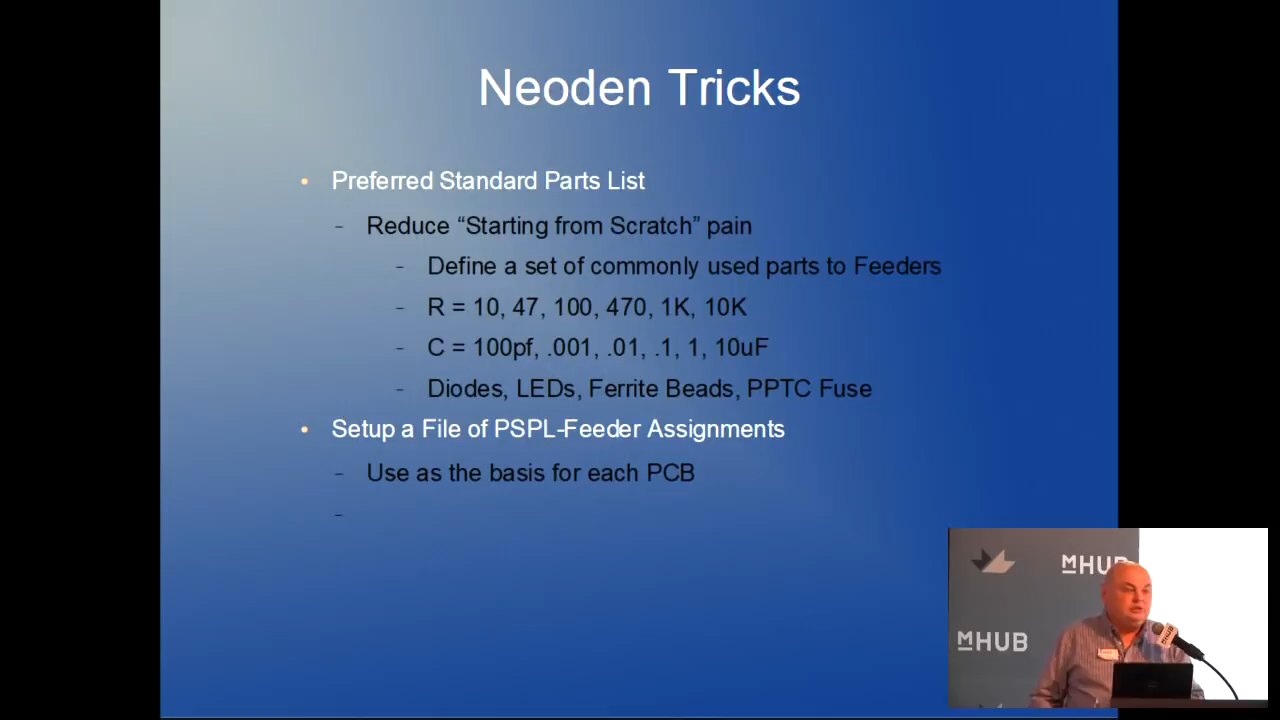 Neoden Tricks
• Preferred Standard Parts List
- Reduce “Starting from Scratch” pain
- Define a set of commonly used parts to Feeders
- R = 10, 47, 100, 470, 1K, 10K
- C = 100pf, .001, .01, .1, 1, 10uF
- Diodes, LEDs, Ferrite Beads, PPTC Fuse
• Setup a File of PSPL-Feeder Assignments
- Use as the basis for each PCB
-
MHUB
MHUB
MHUB